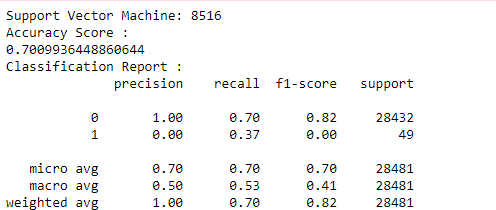 Support Vector Machine: 8516
Accuracy Score :
0.7009936448860644
Classification Report :
precision recall f1-score support
0 1.00 0.70 0.82 28432
1 0.00 0.37 0.00 49
micro avg 0.70 0.70 0.70 28481
macro avg 0.50 0.53 0.41 28481
weighted avg 1.00 0.70 0.82 28481